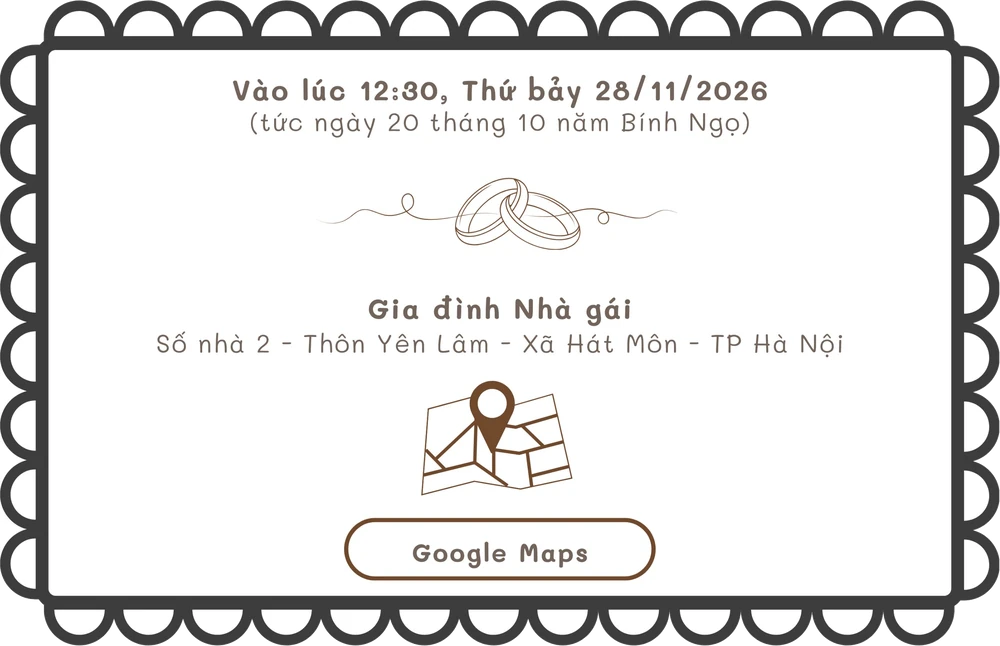 Vào lúc 12:30, Thứ bảy 28/11/2026
(tức ngày 20 tháng 10 năm Bính Ngọ)
Gia đình Nhà gái
Số nhà 2 - Thôn Yên Lâm - Xã Hát Môn - TP Hà Nội
Google Maps